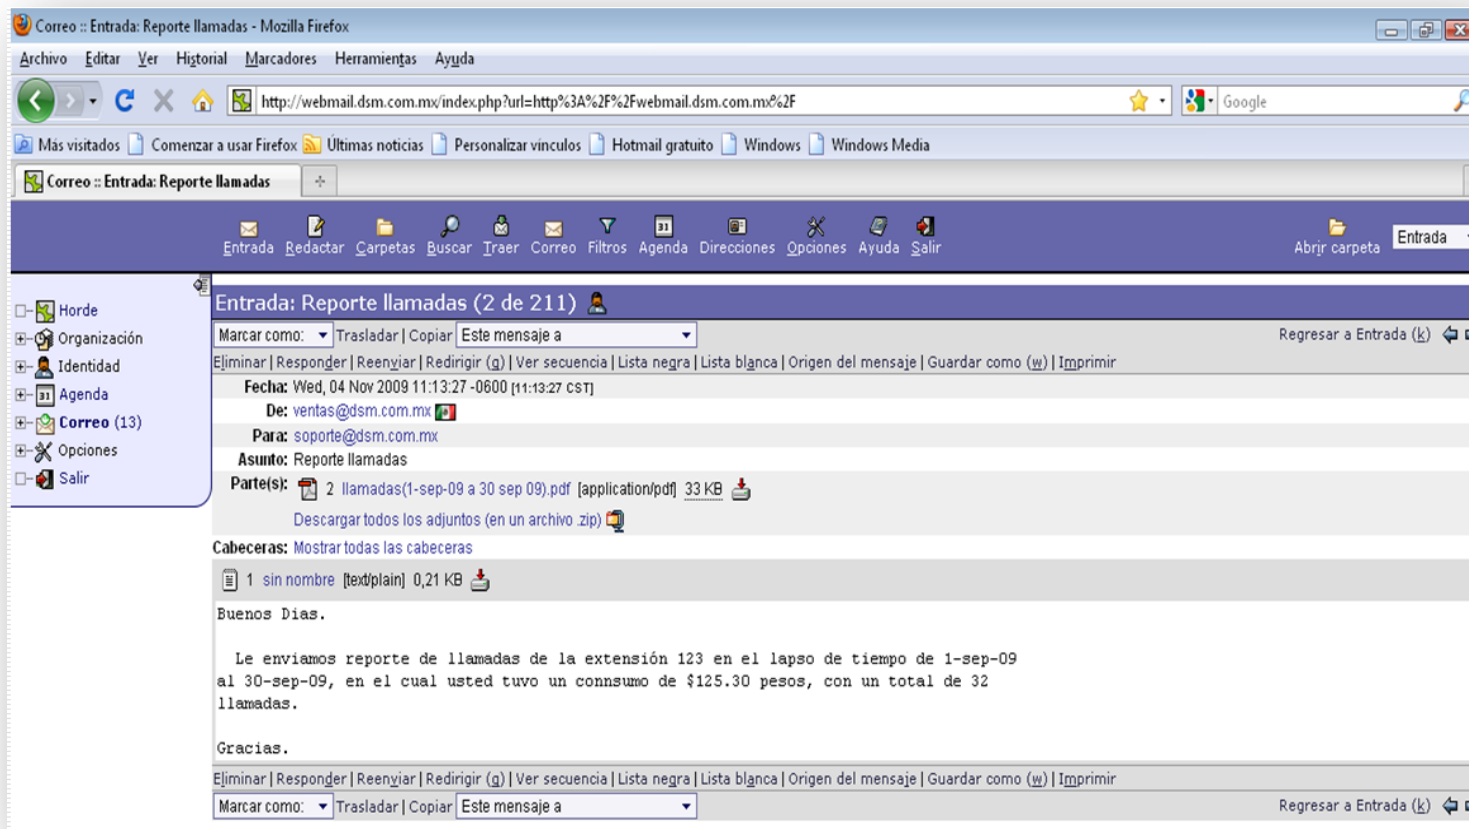 Correo :: Entrada: Reporte llamadas - Mozilla Firefox
Archivo Editar Ver Historial Marcadores Herramientas Ayuda
http://webmail.dsm.com.mx/index.php?url=http%3A%2F%2Fwebmail.dsm.com.mx%2F Google
Más visitados Comenzar a usar Firefox Últimas noticias Personalizar vínculos Hotmail gratuito Windows Windows Media
Correo :: Entrada: Reporte llamadas
Entrada Redactar Carpetas Buscar Traer Correo Filtros Agenda Direcciones Opciones Ayuda Salir Abrir carpeta Entrada
Horde
Organización
Identidad
Agenda
Correo (13)
Opciones
Salir
Entrada: Reporte llamadas (2 de 211)
Marcar como: Trasladar | Copiar Este mensaje a Regresar a Entrada (k)
Eliminar | Responder | Reenviar | Redirigir (g) | Ver secuencia | Lista negra | Lista blanca | Origen del mensaje | Guardar como (w) | Imprimir
Fecha: Wed, 04 Nov 2009 11:13:27 -0600 [11:13:27 CST]
De: ventas@dsm.com.mx
Para: soporte@dsm.com.mx
Asunto: Reporte llamadas
Parte(s): 2 llamadas(1-sep-09 a 30 sep 09).pdf [application/pdf] 33 KB
Descargar todos los adjuntos (en un archivo .zip)
Cabeceras: Mostrar todas las cabeceras
1 sin nombre [text/plain] 0,21 KB
Buenos Dias.
Le enviamos reporte de llamadas de la extensión 123 en el lapso de tiempo de 1-sep-09
al 30-sep-09, en el cual usted tuvo un connsumo de $125.30 pesos, con un total de 32
llamadas.
Gracias.
Eliminar | Responder | Reenviar | Redirigir (g) | Ver secuencia | Lista negra | Lista blanca | Origen del mensaje | Guardar como (w) | Imprimir
Marcar como: Trasladar | Copiar Este mensaje a Regresar a Entrada (k)